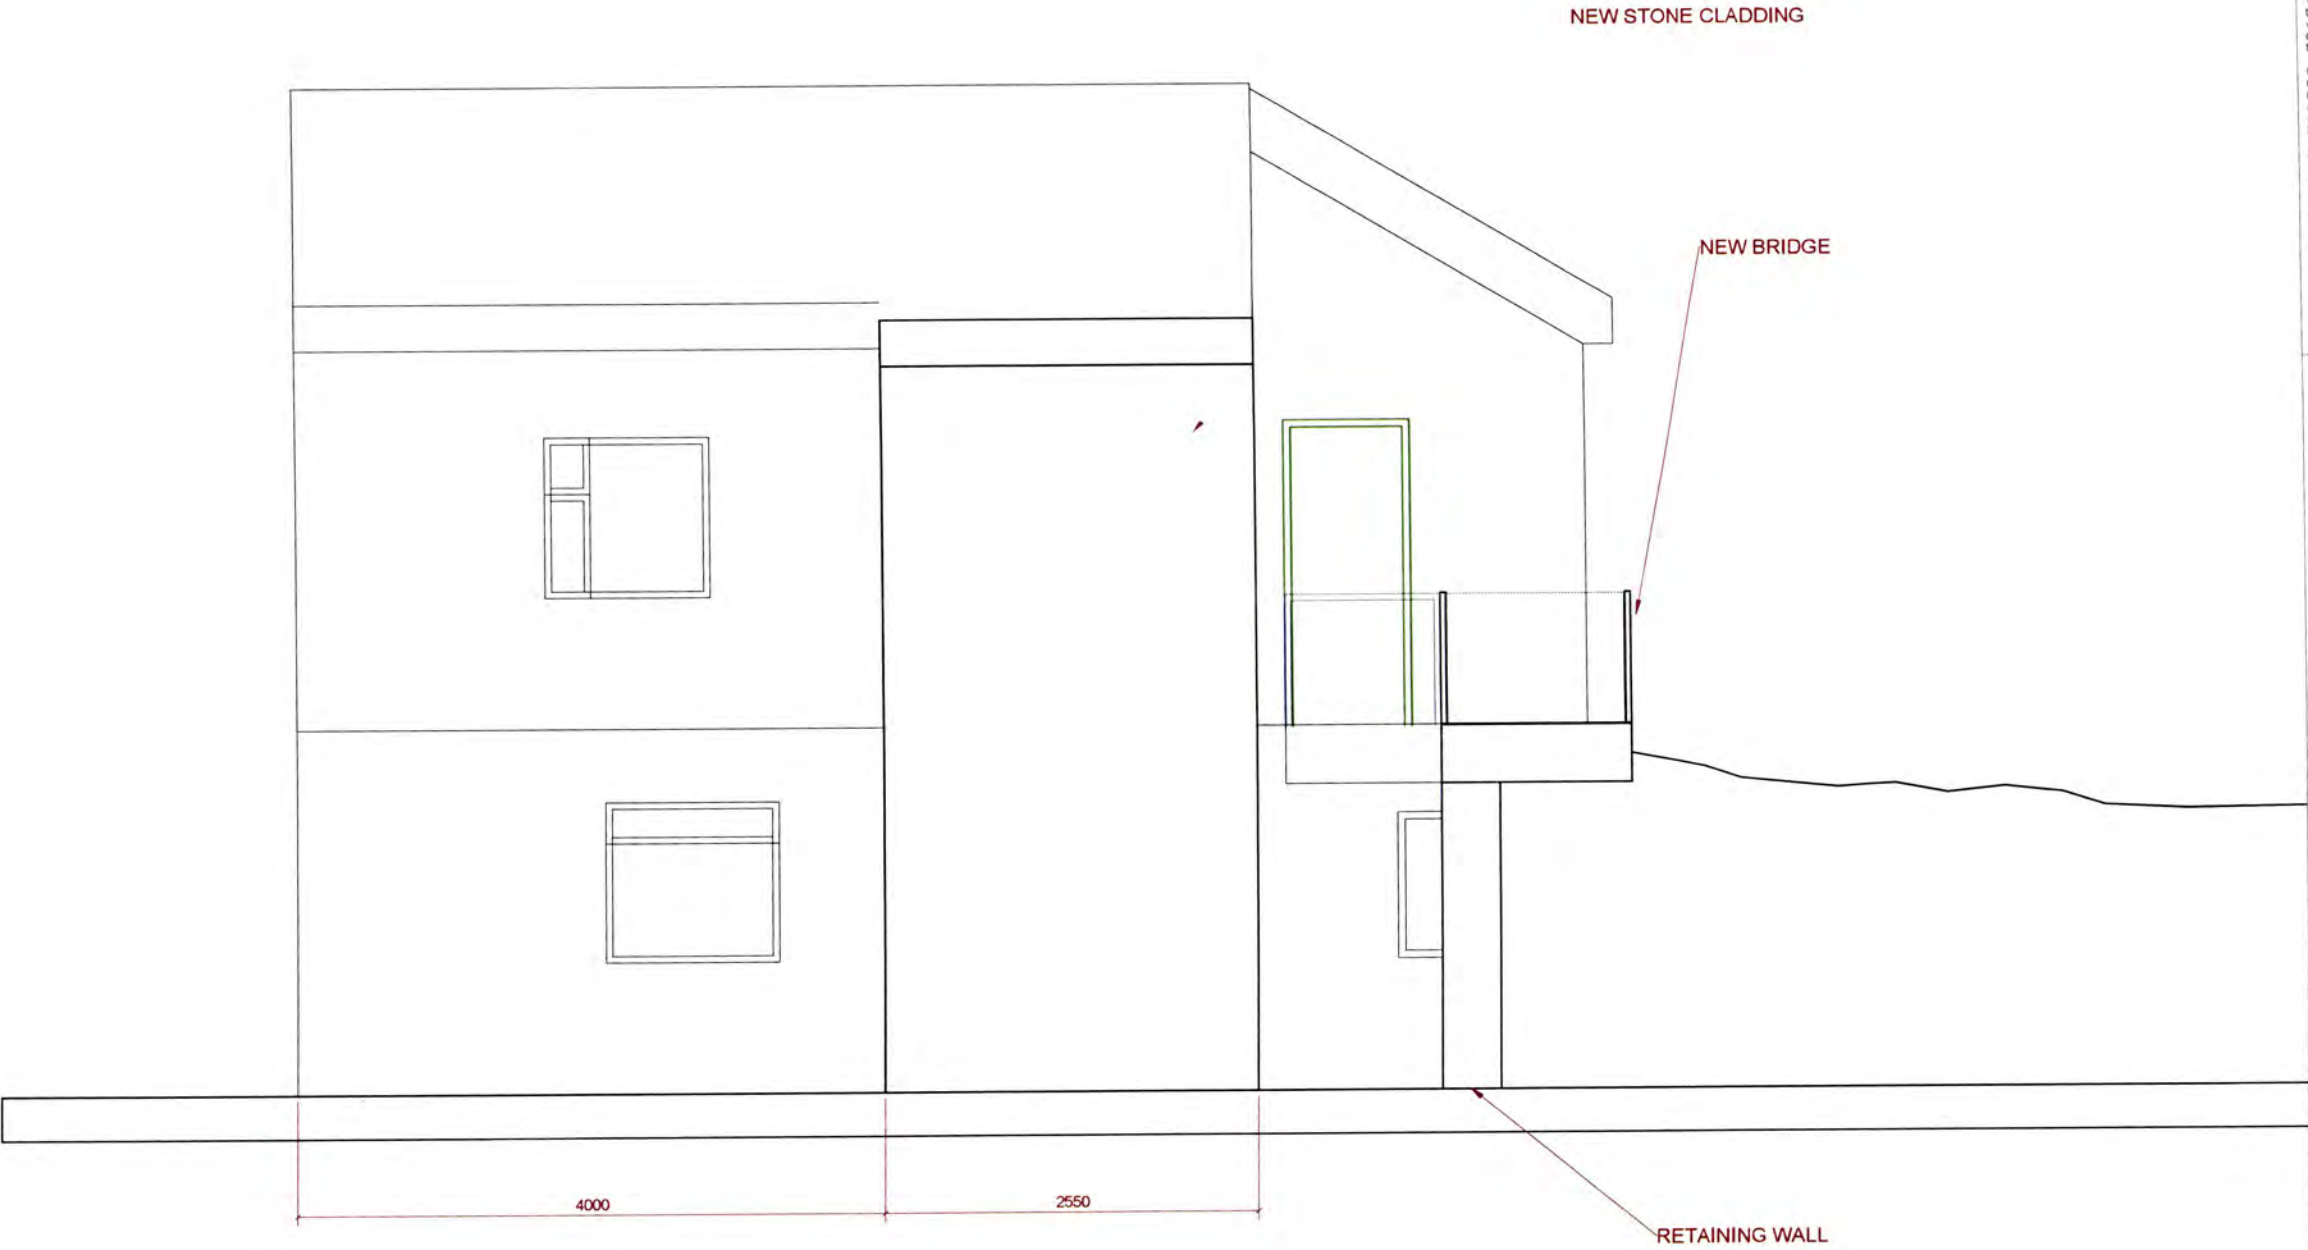 NEW STONE CLADDING
NEW BRIDGE
4000
2550
RETAINING WALL